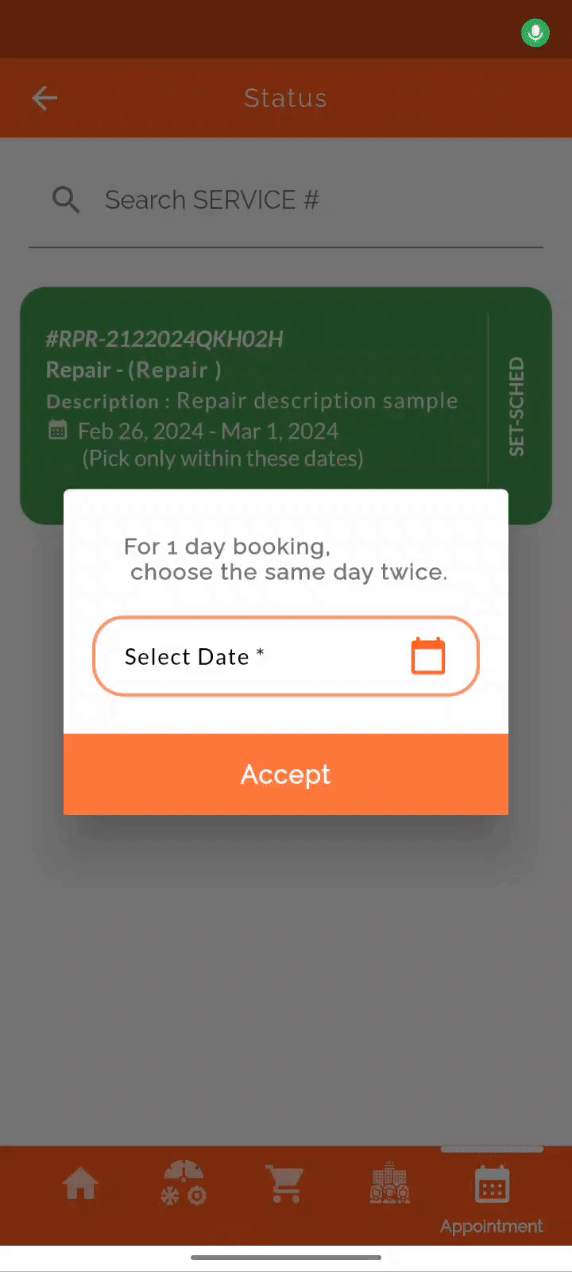 Status
Search SERVICE #
#RPR-2122024QKH02H
Repair - (Repair )
Description : Repair description sample
Feb 26, 2024 - Mar 1, 2024
(Pick only within these dates)
SET-SCHED
For 1 day booking,
choose the same day twice.
Select Date *
Accept
Appointment